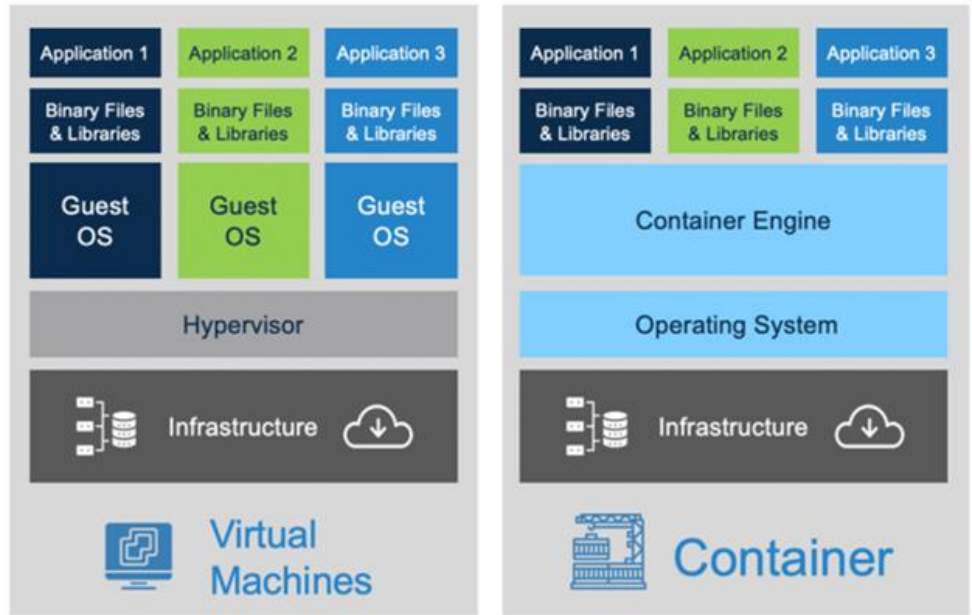 Application 1
Application 2
Application 3
Binary Files
& Libraries
Binary Files
& Libraries
Binary Files
& Libraries
Guest
OS
Guest
OS
Guest
OS
Hypervisor
Infrastructure
Virtual
Machines
Application 1
Application 2
Application 3
Binary Files
& Libraries
Binary Files
& Libraries
Binary Files
& Libraries
Container Engine
Operating System
Infrastructure
Container